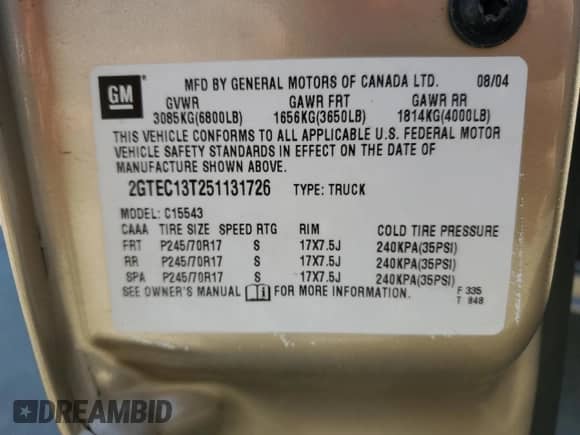 GM
MFD BY GENERAL MOTORS OF CANADA LTD. 08/04
GVWR GAWR FRT GAWR RR
3085KG(6800LB) 1656KG(3650LB) 1814KG(4000LB)
THIS VEHICLE CONFORMS TO ALL APPLICABLE U.S. FEDERAL MOTOR
VEHICLE SAFETY STANDARDS IN EFFECT ON THE DATE OF
MANUFACTURE SHOWN ABOVE.
2GTEC13T251131726 TYPE: TRUCK
MODEL: C15543
CAAA TIRE SIZE SPEED RTG RIM COLD TIRE PRESSURE
FRT P245/70R17 S 17X7.5J 240KPA(35PSI)
RR P245/70R17 S 17X7.5J 240KPA(35PSI)
SPA P245/70R17 S 17X7.5J 240KPA(35PSI)
SEE OWNER'S MANUAL FOR MORE INFORMATION. F 335
T 848
DREAMBID